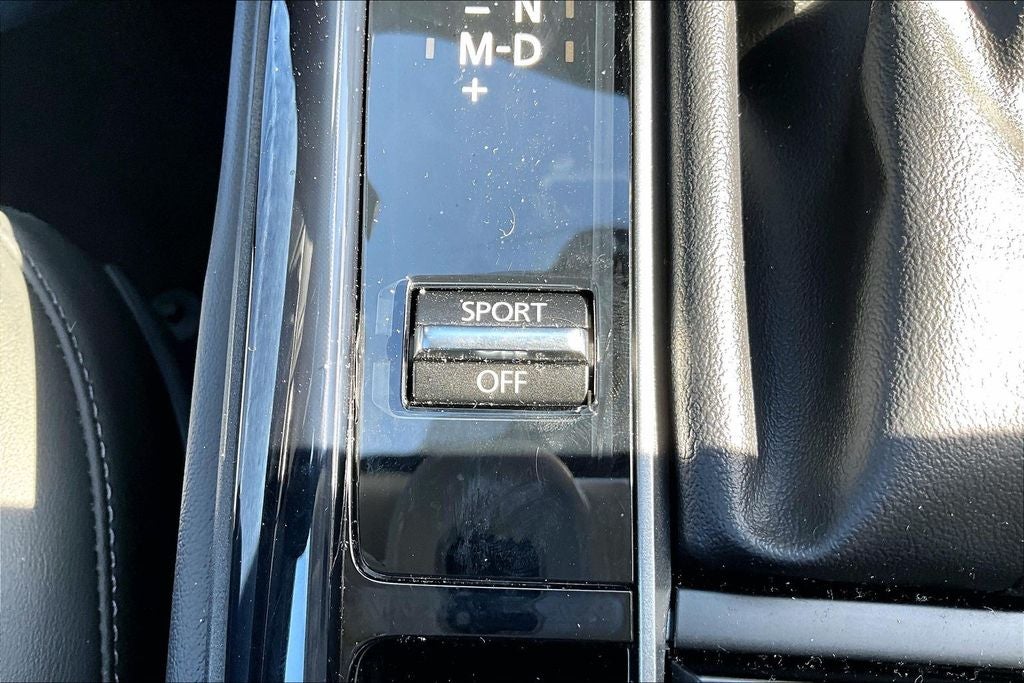 - N
M-D
+
SPORT
OFF